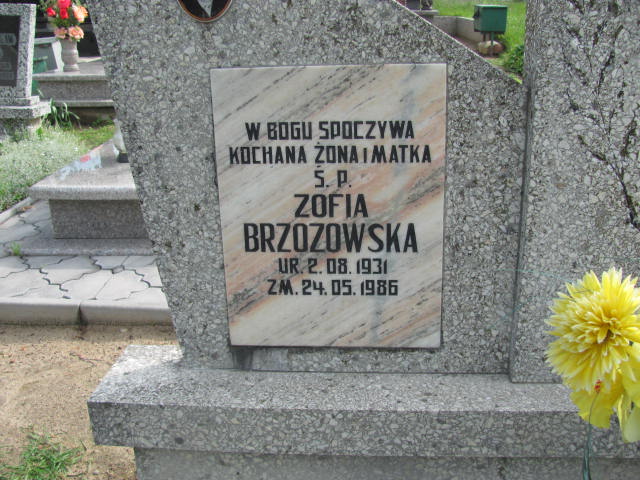 W BOGU SPOCZYWA
KOCHANA ŻONA i MATKA
Ś. P.
ZOFIA
BRZOZOWSKA
UR. 2. 08. 1931
ZM. 24. 05. 1986